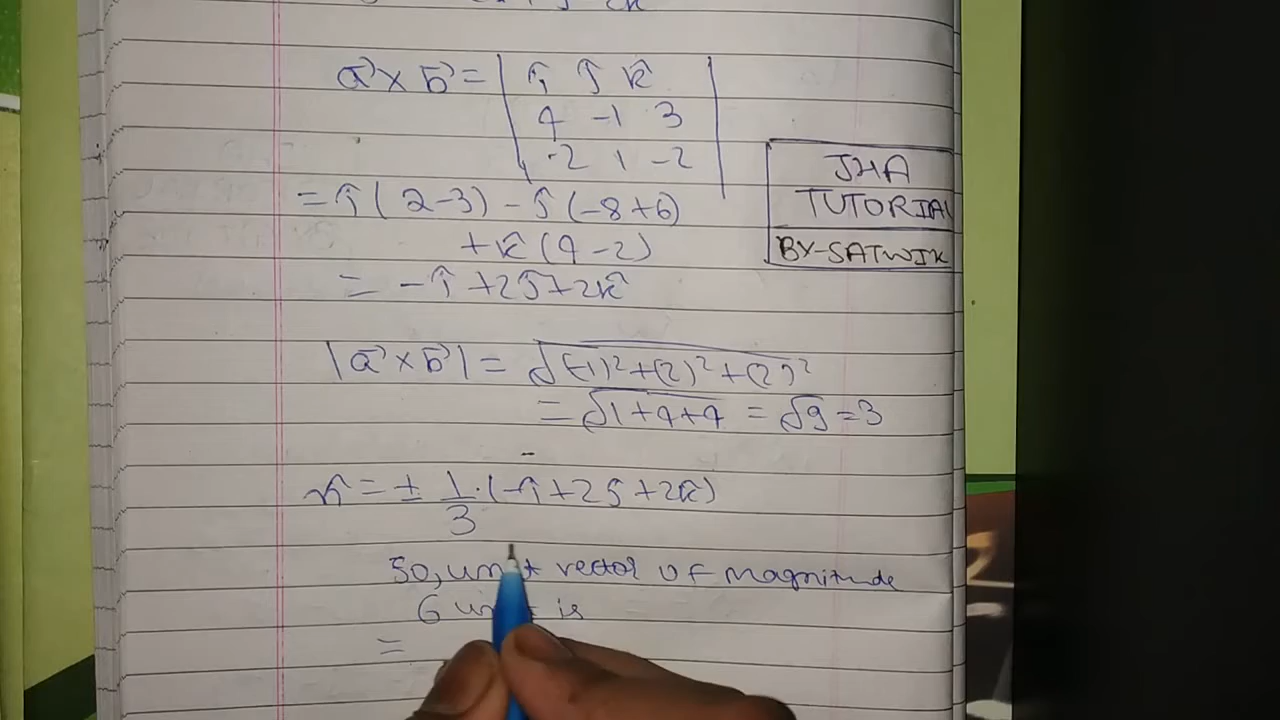 a⃗ × b⃗ = | î ĵ k̂ |
4 -1 3
-2 1 -2
= î ( 2-3) - ĵ (-8+6)
+ k̂ (4-2)
= -î +2ĵ+2k̂
JHA
TUTORIAL
BY-SATWIK
|a⃗ × b⃗| = √(-1)²+(2)²+(2)²
= √1+4+4 = √9 = 3
n̂ = ± 1/3 . (-î+2ĵ+2k̂)
So, unit vector of magnitude
6 is
=